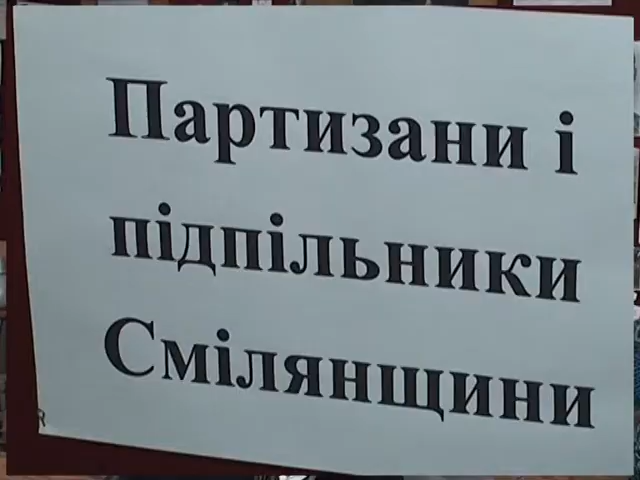 Партизани і
підпільники
Смілянщини